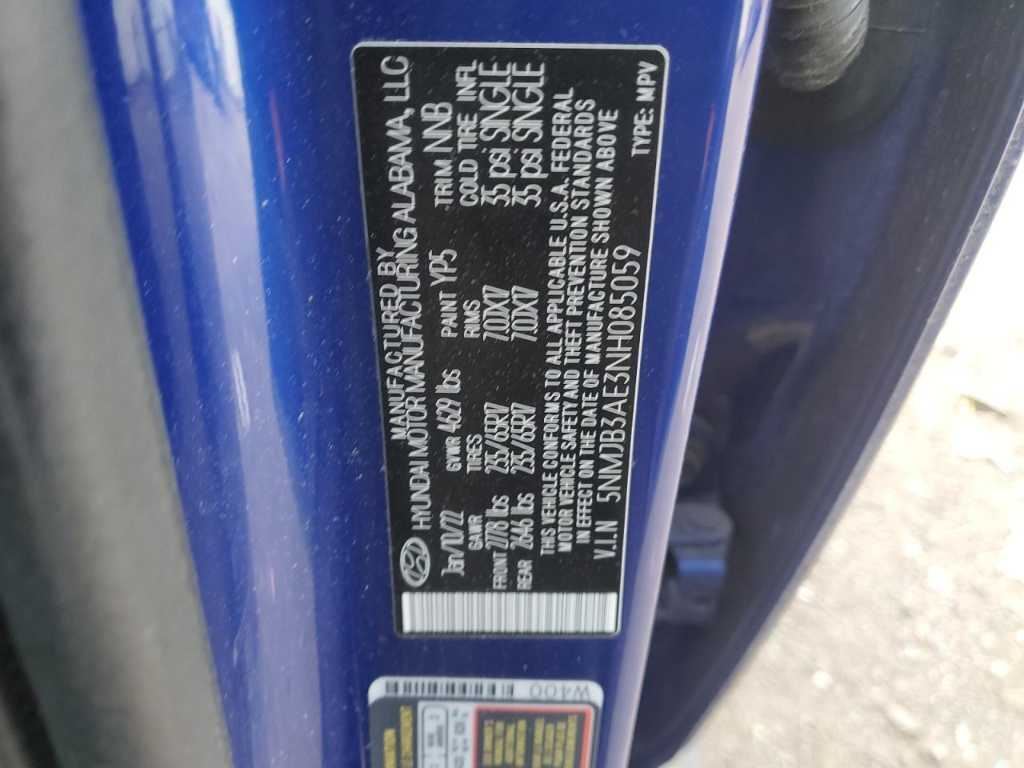 MANUFACTURED BY
HYUNDAI MOTOR MANUFACTURING ALABAMA, LLC
Jan/10/22 GVWR 4629 lbs PAINT YP5 TRIM NNB
GAWR TIRES RIMS COLD TIRE INFL
FRONT 2778 lbs 235/65R17 7.0JX17 35 psi SINGLE
REAR 2646 lbs 235/65R17 7.0JX17 35 psi SINGLE
THIS VEHICLE CONFORMS TO ALL APPLICABLE U.S.A. FEDERAL
MOTOR VEHICLE SAFETY AND THEFT PREVENTION STANDARDS
IN EFFECT ON THE DATE OF MANUFACTURE SHOWN ABOVE
V.I.N 5NMJB3AE3NH085059 TYPE: MPV
W400